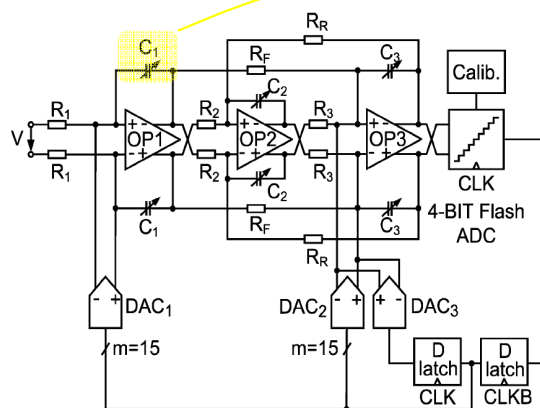 R_R
C_1
R_F
C_3
Calib.
C_2
R_1
R_2
R_3
V
OP1
OP2
OP3
R_1
R_2
C_2
CLK
C_1
R_F
C_3
4-BIT Flash
ADC
R_R
- +
DAC_1
DAC_2
- +
+ -
DAC_3
m=15
m=15
D
latch
D
latch
CLK
CLKB